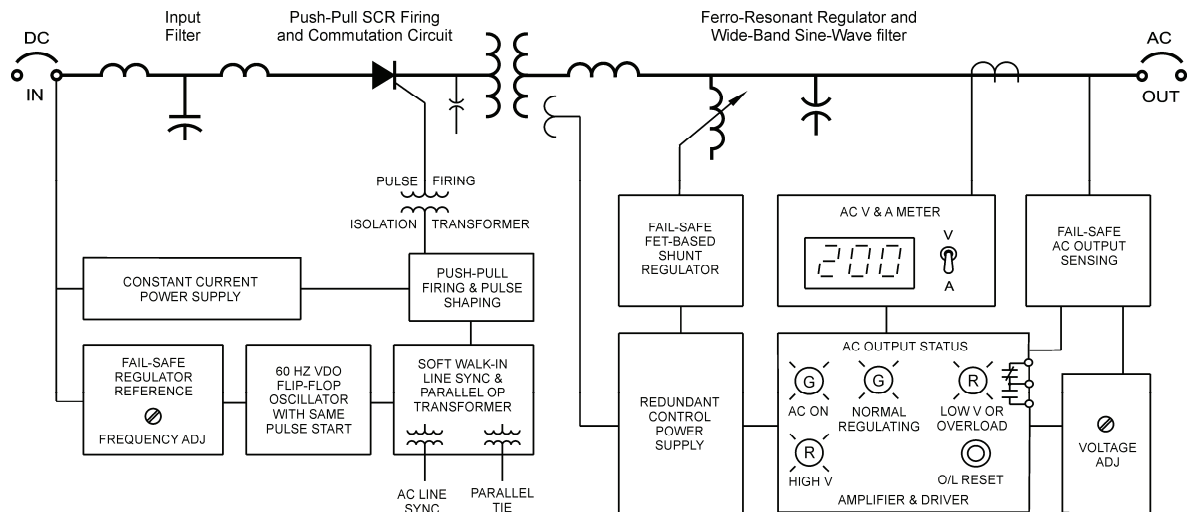 DC
IN
Input
Filter
Push-Pull SCR Firing
and Commutation Circuit
Ferro-Resonant Regulator and
Wide-Band Sine-Wave filter
AC
OUT
PULSE FIRING
ISOLATION TRANSFORMER
CONSTANT CURRENT
POWER SUPPLY
PUSH-PULL
FIRING & PULSE
SHAPING
FAIL-SAFE
REGULATOR
REFERENCE
FREQUENCY ADJ
60 HZ VDO
FLIP-FLOP
OSCILLATOR
WITH SAME
PULSE START
SOFT WALK-IN
LINE SYNC &
PARALLEL OP
TRANSFORMER
AC LINE
SYNC
PARALLEL
TIE
FAIL-SAFE
FET-BASED
SHUNT
REGULATOR
AC V & A METER
200
V
A
FAIL-SAFE
AC OUTPUT
SENSING
REDUNDANT
CONTROL
POWER
SUPPLY
AC OUTPUT STATUS
G
AC ON
G
NORMAL
REGULATING
R
LOW V OR
OVERLOAD
R
HIGH V
O/L RESET
AMPLIFIER & DRIVER
VOLTAGE
ADJ